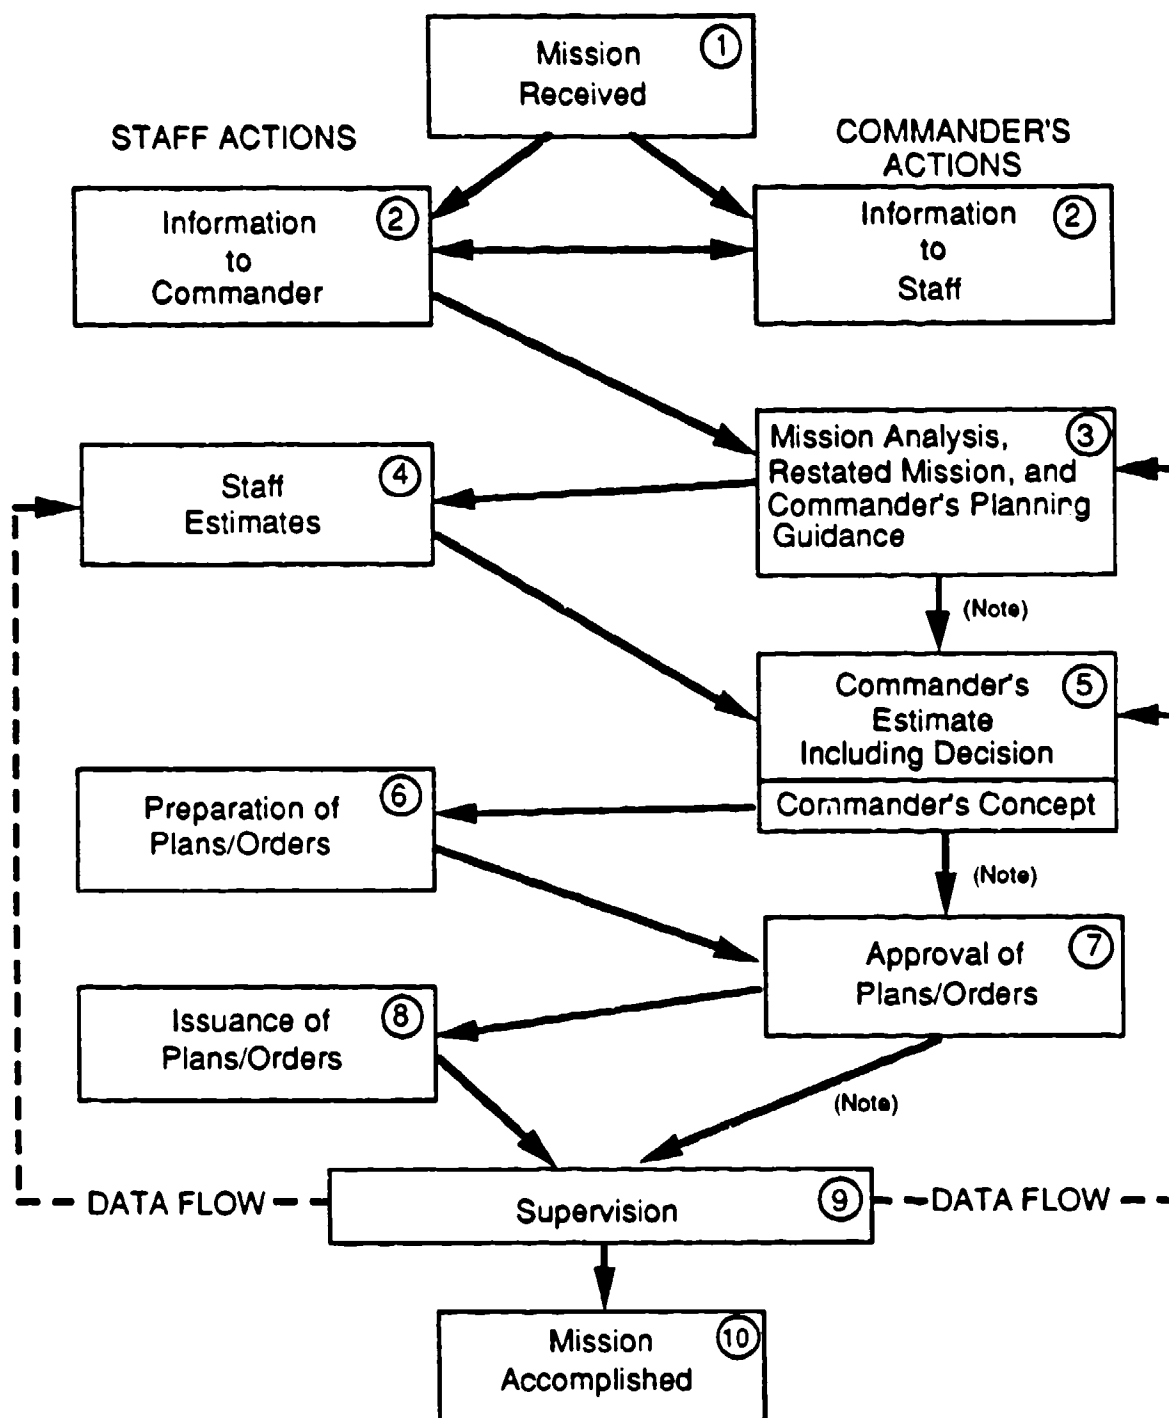 1
Mission
Received
STAFF ACTIONS
COMMANDER'S
ACTIONS
2
Information
to
Commander
2
Information
to
Staff
3
Mission Analysis,
Restated Mission, and
Commander's Planning
Guidance
4
Staff
Estimates
(Note)
5
Commander's
Estimate
Including Decision
Commander's Concept
6
Preparation of
Plans/Orders
(Note)
7
Approval of
Plans/Orders
8
Issuance of
Plans/Orders
(Note)
DATA FLOW
Supervision
9
DATA FLOW
10
Mission
Accomplished